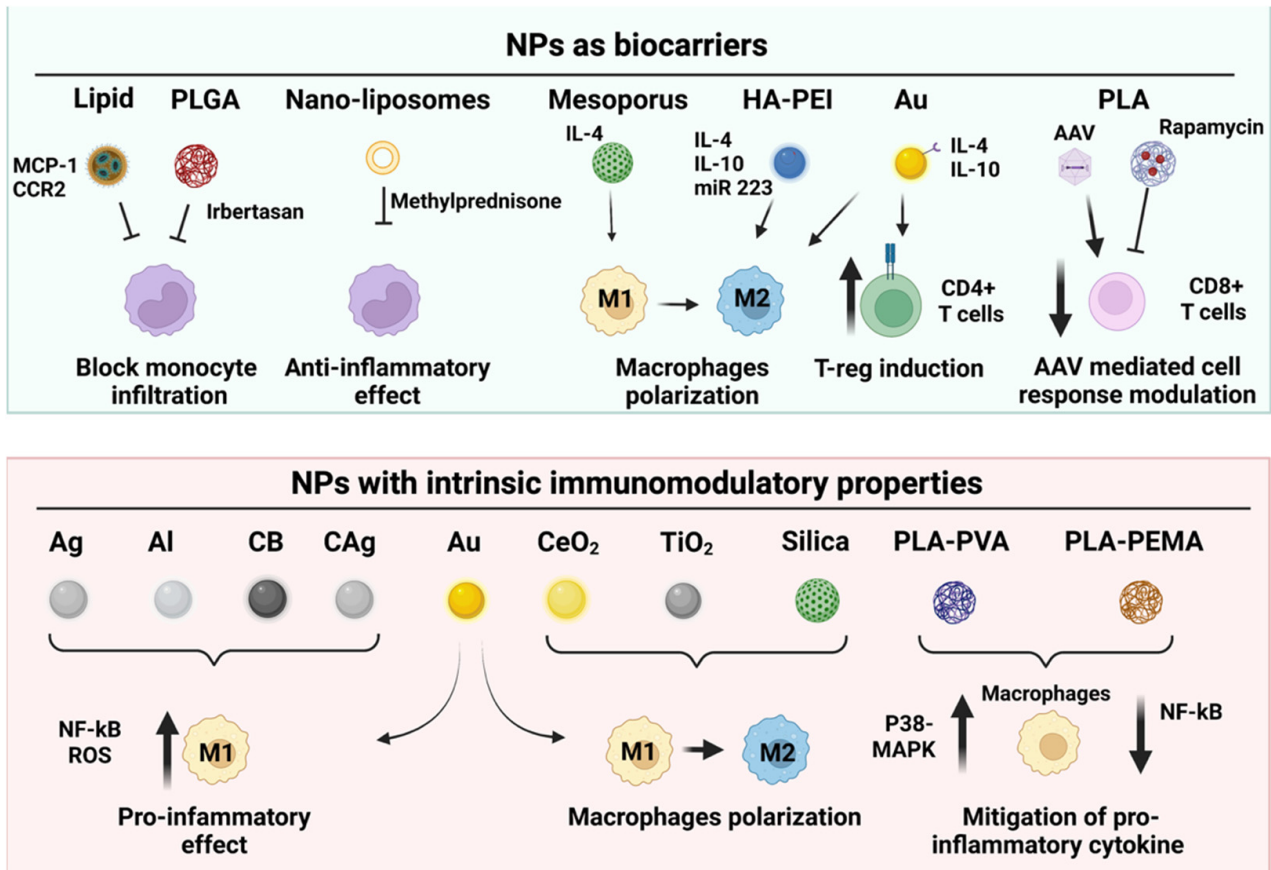 NPs as biocarriers
Lipid
PLGA
Nano-liposomes
Mesoporus
HA-PEI
Au
PLA
MCP-1
CCR2
Irbertasan
Methylprednisone
IL-4
IL-4
IL-10
miR 223
IL-4
IL-10
AAV
Rapamycin
M1
M2
CD4+
T cells
CD8+
T cells
Block monocyte
infiltration
Anti-inflammatory
effect
Macrophages
polarization
T-reg induction
AAV mediated cell
response modulation
NPs with intrinsic immunomodulatory properties
Ag
Al
CB
CAg
Au
CeO₂
TiO₂
Silica
PLA-PVA
PLA-PEMA
NF-kB
ROS
M1
M1
M2
P38-
MAPK
Macrophages
NF-kB
Pro-infammatory
effect
Macrophages polarization
Mitigation of pro-
inflammatory cytokine